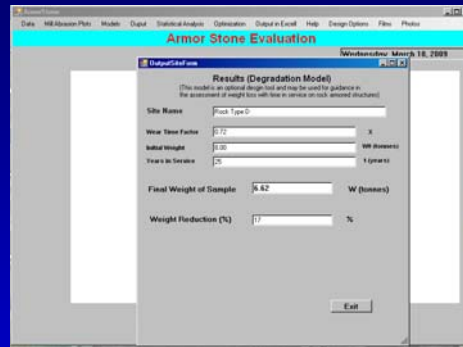 ArmorStone
Data Mill Abrasion Plots Models Output Statistical Analysis Optimization Output in Excell Help Design Options Films Photos
Armor Stone Evaluation
Wednesday, March 18, 2009
OutputSiteForm
Results (Degradation Model)
(This model is an optional design tool and may be used for guidance in
the assessment of weight loss with time in service on rock armored structures)
Site Name Rock Type D
Wear Time Factor 0.72 X
Initial Weight 8.00 W0 (tonnes)
Years in Service 25 t (years)
Final Weight of Sample 6.62 W (tonnes)
Weight Reduction (%) 17 %
Exit